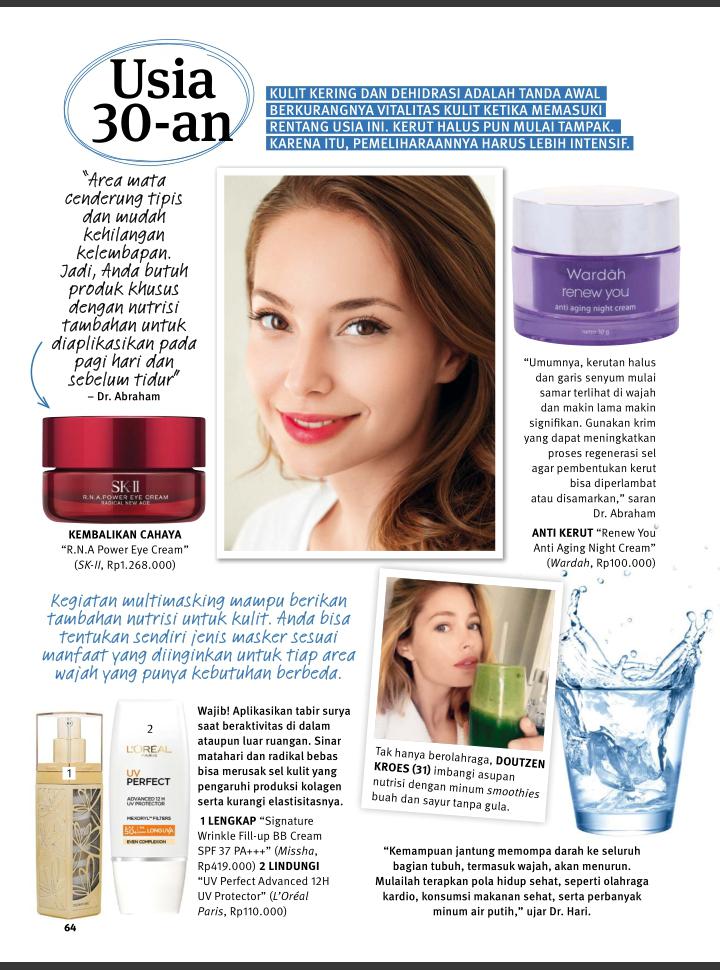 Usia
30-an
KULIT KERING DAN DEHIDRASI ADALAH TANDA AWAL
BERKURANGNYA VITALITAS KULIT KETIKA MEMASUKI
RENTANG USIA INI. KERUT HALUS PUN MULAI TAMPAK.
KARENA ITU, PEMELIHARAANNYA HARUS LEBIH INTENSIF.
"Area mata
cenderung tipis
dan mudah
kehilangan
kelembapan.
Jadi, Anda butuh
produk khusus
dengan nutrisi
tambahan untuk
diaplikasikan pada
pagi hari dan
sebelum tidur"
– Dr. Abraham
SK-II
R.N.A.POWER EYE CREAM
RADICAL NEW AGE
KEMBALIKAN CAHAYA
"R.N.A Power Eye Cream"
(SK-II, Rp1.268.000)
Wardah
renew you
anti aging night cream
netto 30 g
"Umumnya, kerutan halus
dan garis senyum mulai
samar terlihat di wajah
dan makin lama makin
signifikan. Gunakan krim
yang dapat meningkatkan
proses regenerasi sel
agar pembentukan kerut
bisa diperlambat
atau disamarkan," saran
Dr. Abraham
ANTI KERUT "Renew You
Anti Aging Night Cream"
(Wardah, Rp100.000)
Kegiatan multimasking mampu berikan
tambahan nutrisi untuk kulit. Anda bisa
tentukan sendiri jenis masker sesuai
manfaat yang diinginkan untuk tiap area
wajah yang punya kebutuhan berbeda.
1
2
L'ORÉAL
PARIS
UV
PERFECT
ADVANCED 12 H
UV PROTECTOR
MEXORYL™ FILTERS
50+
LONG UVA
EVEN COMPLEXION
Wajib! Aplikasikan tabir surya
saat beraktivitas di dalam
ataupun luar ruangan. Sinar
matahari dan radikal bebas
bisa merusak sel kulit yang
pengaruhi produksi kolagen
serta kurangi elastisitasnya.
1 LENGKAP "Signature
Wrinkle Fill-up BB Cream
SPF 37 PA+++" (Missha,
Rp419.000) 2 LINDUNGI
"UV Perfect Advanced 12H
UV Protector" (L'Oréal
Paris, Rp110.000)
Tak hanya berolahraga, DOUTZEN
KROES (31) imbangi asupan
nutrisi dengan minum smoothies
buah dan sayur tanpa gula.
"Kemampuan jantung memompa darah ke seluruh
bagian tubuh, termasuk wajah, akan menurun.
Mulailah terapkan pola hidup sehat, seperti olahraga
kardio, konsumsi makanan sehat, serta perbanyak
minum air putih," ujar Dr. Hari.
64